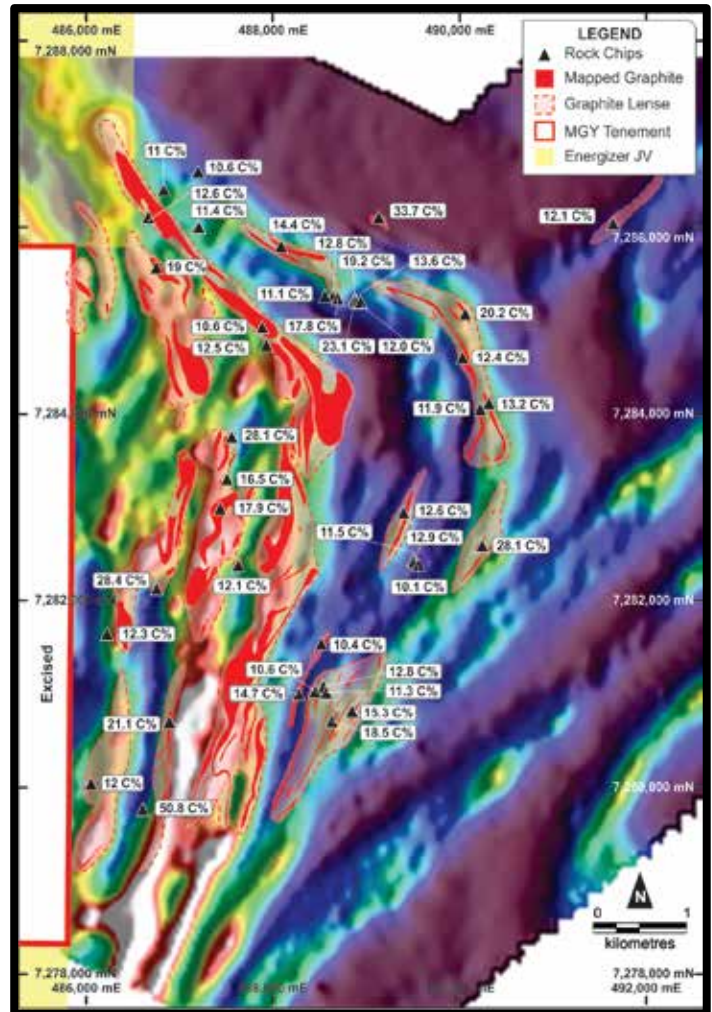 486,000 mE
488,000 mE
490,000 mE
7,288,000 mN
LEGEND
Rock Chips
Mapped Graphite
Graphite Lense
MGY Tenement
Energizer JV
11 C%
10.6 C%
12.6 C%
11.4 C%
33.7 C%
12.1 C%
14.4 C%
7,286,000 mN
12.8 C%
19 C%
19.2 C%
13.6 C%
11.1 C%
20.2 C%
10.6 C%
17.8 C%
12.5 C%
23.1 C%
12.0 C%
12.4 C%
7,284,000 mN
11.9 C%
13.2 C%
7,284,000 mN
28.1 C%
16.5 C%
17.9 C%
12.6 C%
11.5 C%
12.9 C%
28.1 C%
28.4 C%
12.1 C%
10.1 C%
7,282,000 mN
12.3 C%
10.4 C%
Excised
10.6 C%
12.8 C%
14.7 C%
11.3 C%
15.3 C%
21.1 C%
18.5 C%
12 C%
7,280,000 mN
50.8 C%
N
0 1
kilometres
7,278,000 mN
7,278,000 mN
486,000 mE
488,000 mE
492,000 mE